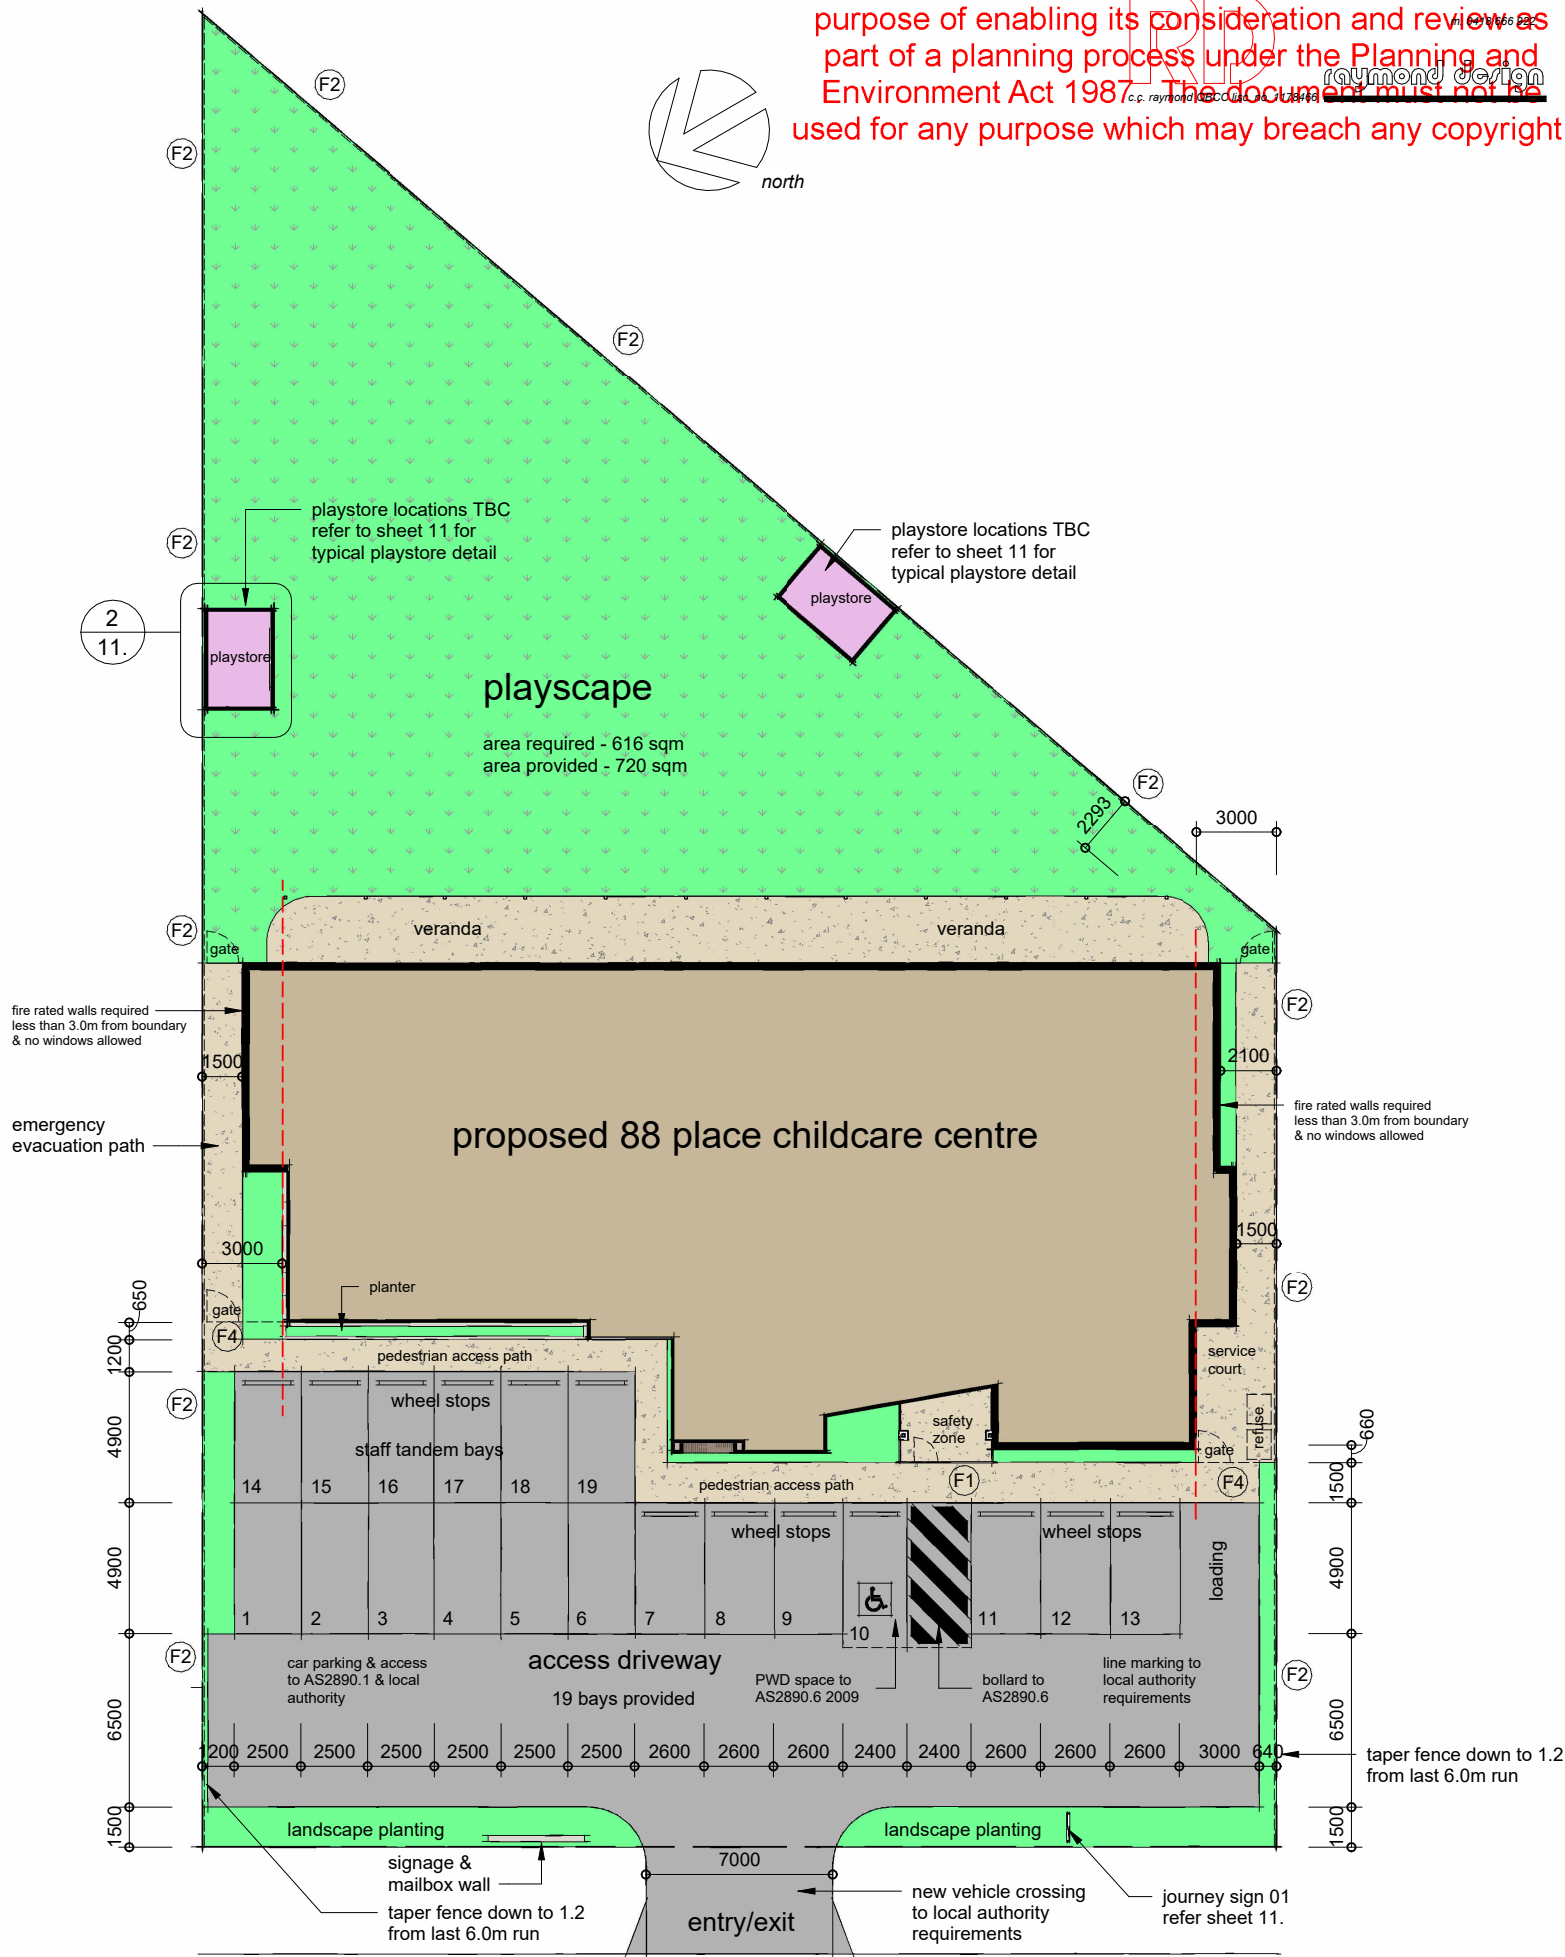 purpose of enabling its consideration and review as
m. 0418 666 922
part of a planning process under the Planning and
raymond design
Environment Act 1987. The document must not be
c.c. raymond QBCC lisc. no. 1178466
used for any purpose which may breach any copyright
RD
north
F2
F2
F2
playstore locations TBC
refer to sheet 11 for
typical playstore detail
F2
playstore locations TBC
refer to sheet 11 for
typical playstore detail
playstore
2
11.
playstore
playscape
area required - 616 sqm
area provided - 720 sqm
F2
2293
3000
veranda
veranda
F2
gate
gate
fire rated walls required
less than 3.0m from boundary
& no windows allowed
F2
1500
2100
fire rated walls required
less than 3.0m from boundary
& no windows allowed
emergency
evacuation path
proposed 88 place childcare centre
1500
3000
F2
650
planter
gate
F4
1200
pedestrian access path
service
court
wheel stops
F2
4900
staff tandem bays
safety
zone
refuse
gate
660
14
15
16
17
18
19
pedestrian access path
F1
F4
1500
wheel stops
wheel stops
4900
loading
4900
1
2
3
4
5
6
7
8
9
10
11
12
13
F2
car parking & access
to AS2890.1 & local
authority
access driveway
19 bays provided
PWD space to
AS2890.6 2009
bollard to
AS2890.6
line marking to
local authority
requirements
F2
6500
6500
1200
2500
2500
2500
2500
2500
2500
2600
2600
2600
2400
2400
2600
2600
2600
3000
640
taper fence down to 1.2
from last 6.0m run
1500
landscape planting
landscape planting
1500
signage &
mailbox wall
7000
taper fence down to 1.2
from last 6.0m run
entry/exit
new vehicle crossing
to local authority
requirements
journey sign 01
refer sheet 11.